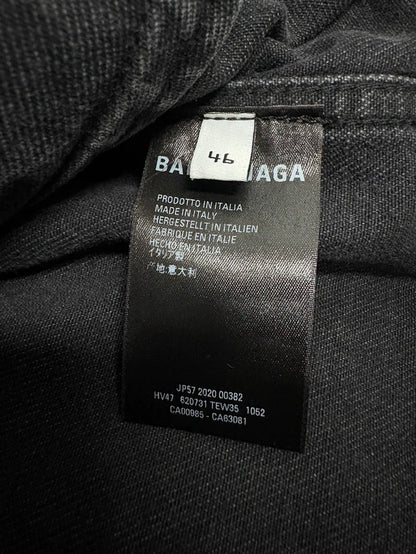 46
BA AGA
PRODOTTO IN ITALIA
MADE IN ITALY
HERGESTELLT IN ITALIEN
FABRIQUE EN ITALIE
HECHO EN ITALIA
イタリア製
产地:意大利
JP57 2020 00382
HV47 620731 TEW35 1052
CA00985 - CA63081